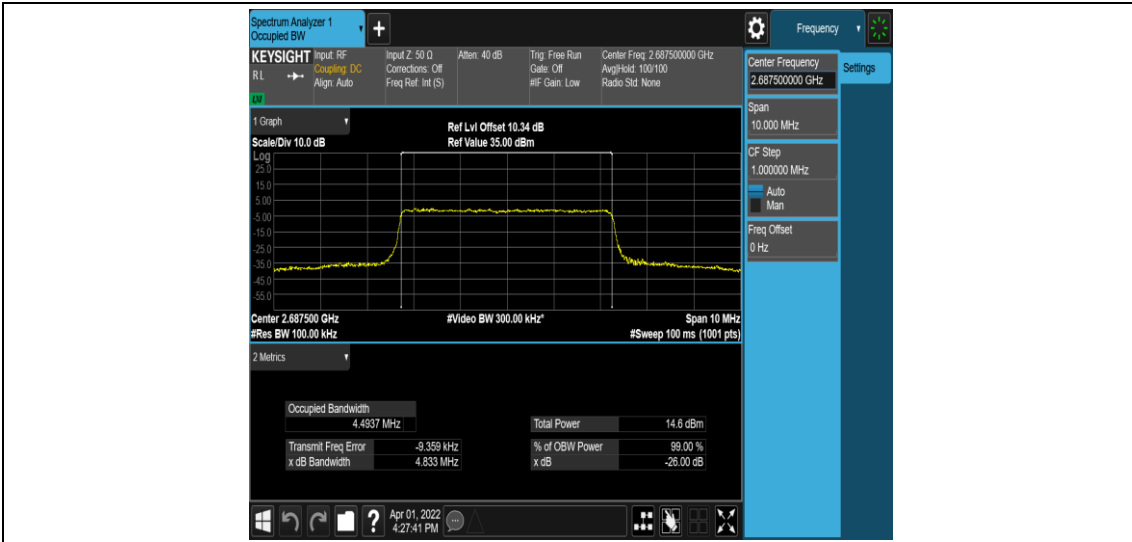 Spectrum Analyzer 1
Occupied BW
+
Frequency
KEYSIGHT
RL
LXI
Input: RF
Coupling: DC
Align: Auto
Input Z: 50 Ω
Corrections: Off
Freq Ref: Int (S)
Atten: 40 dB
Trig: Free Run
Gate: Off
#IF Gain: Low
Center Freq: 2.687500000 GHz
Avg|Hold: 100/100
Radio Std: None
Center Frequency
2.687500000 GHz
Settings
Span
10.000 MHz
CF Step
1.000000 MHz
Auto
Man
Freq Offset
0 Hz
1 Graph
Scale/Div 10.0 dB
Ref Lvl Offset 10.34 dB
Ref Value 35.00 dBm
Log
25.0
15.0
5.00
-5.00
-15.0
-25.0
-35.0
-45.0
-55.0
Center 2.687500 GHz
#Video BW 300.00 kHz*
Span 10 MHz
#Res BW 100.00 kHz
#Sweep 100 ms (1001 pts)
2 Metrics
Occupied Bandwidth
4.4937 MHz
Total Power 14.6 dBm
Transmit Freq Error -9.359 kHz
% of OBW Power 99.00 %
x dB Bandwidth 4.833 MHz
x dB -26.00 dB
?
Apr 01, 2022
4:27:41 PM